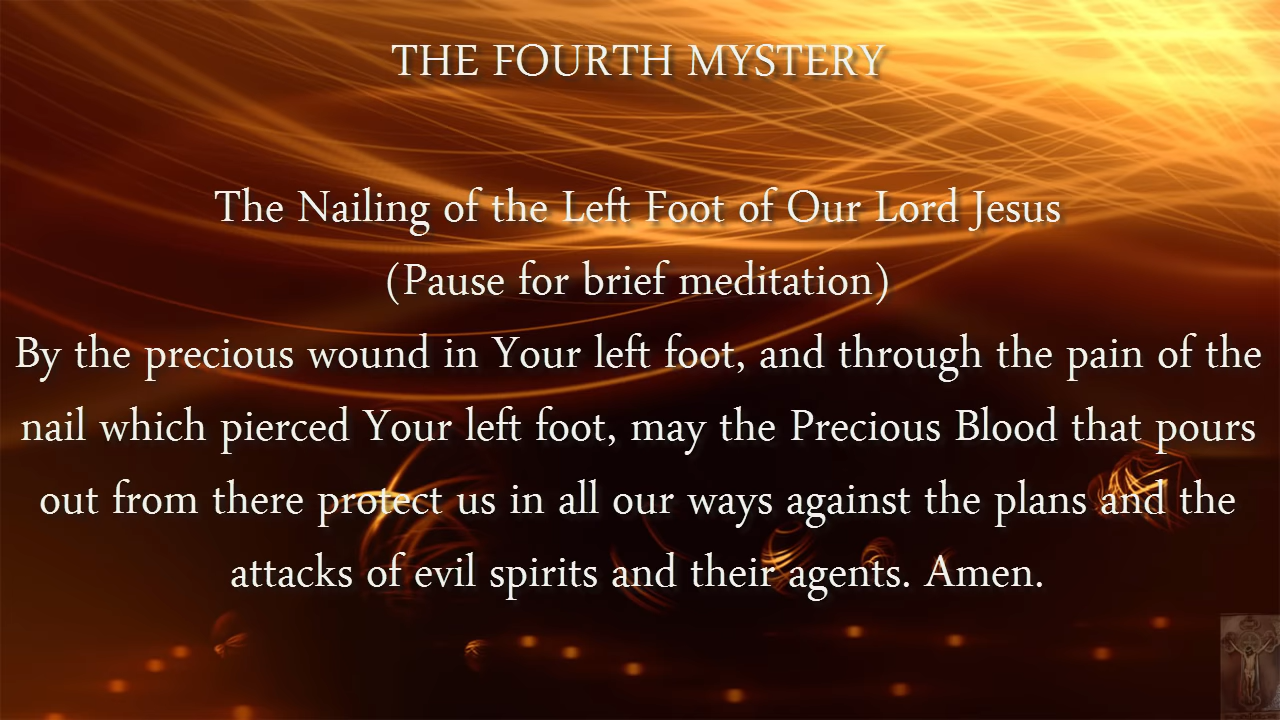 THE FOURTH MYSTERY
The Nailing of the Left Foot of Our Lord Jesus
(Pause for brief meditation)
By the precious wound in Your left foot, and through the pain of the
nail which pierced Your left foot, may the Precious Blood that pours
out from there protect us in all our ways against the plans and the
attacks of evil spirits and their agents. Amen.